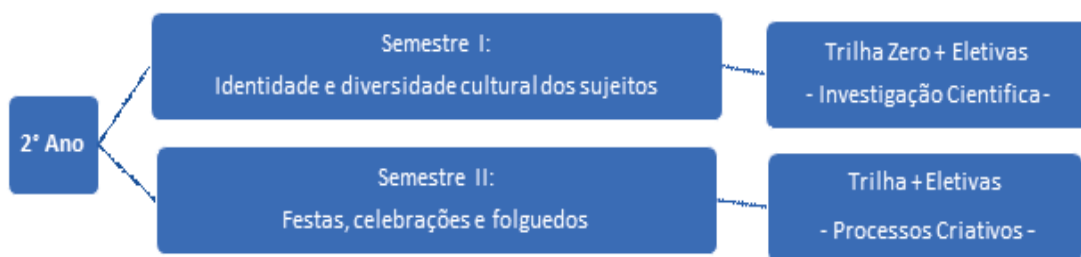 2° Ano
Semestre I:
Identidade e diversidade cultural dos sujeitos
Trilha Zero + Eletivas
- Investigação Cientifica -
Semestre II:
Festas, celebrações e folguedos
Trilha + Eletivas
- Processos Criativos -